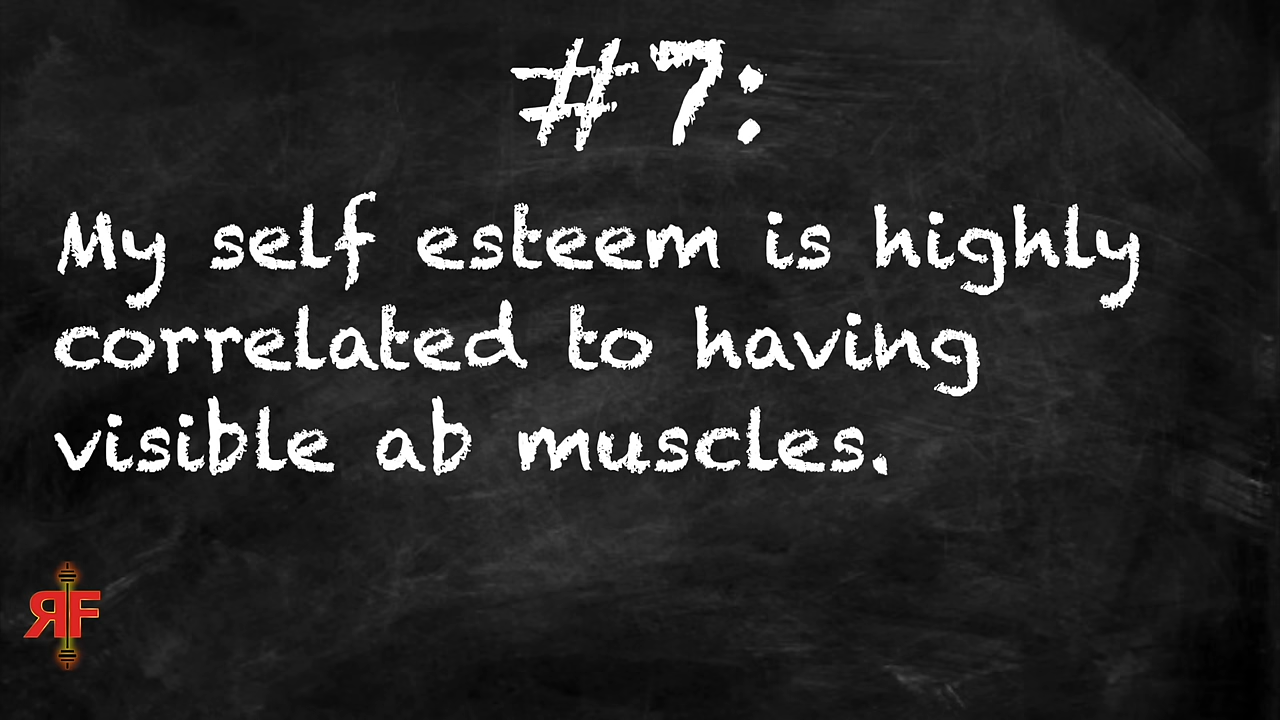 #7:
My self esteem is highly
correlated to having
visible ab muscles.
RF